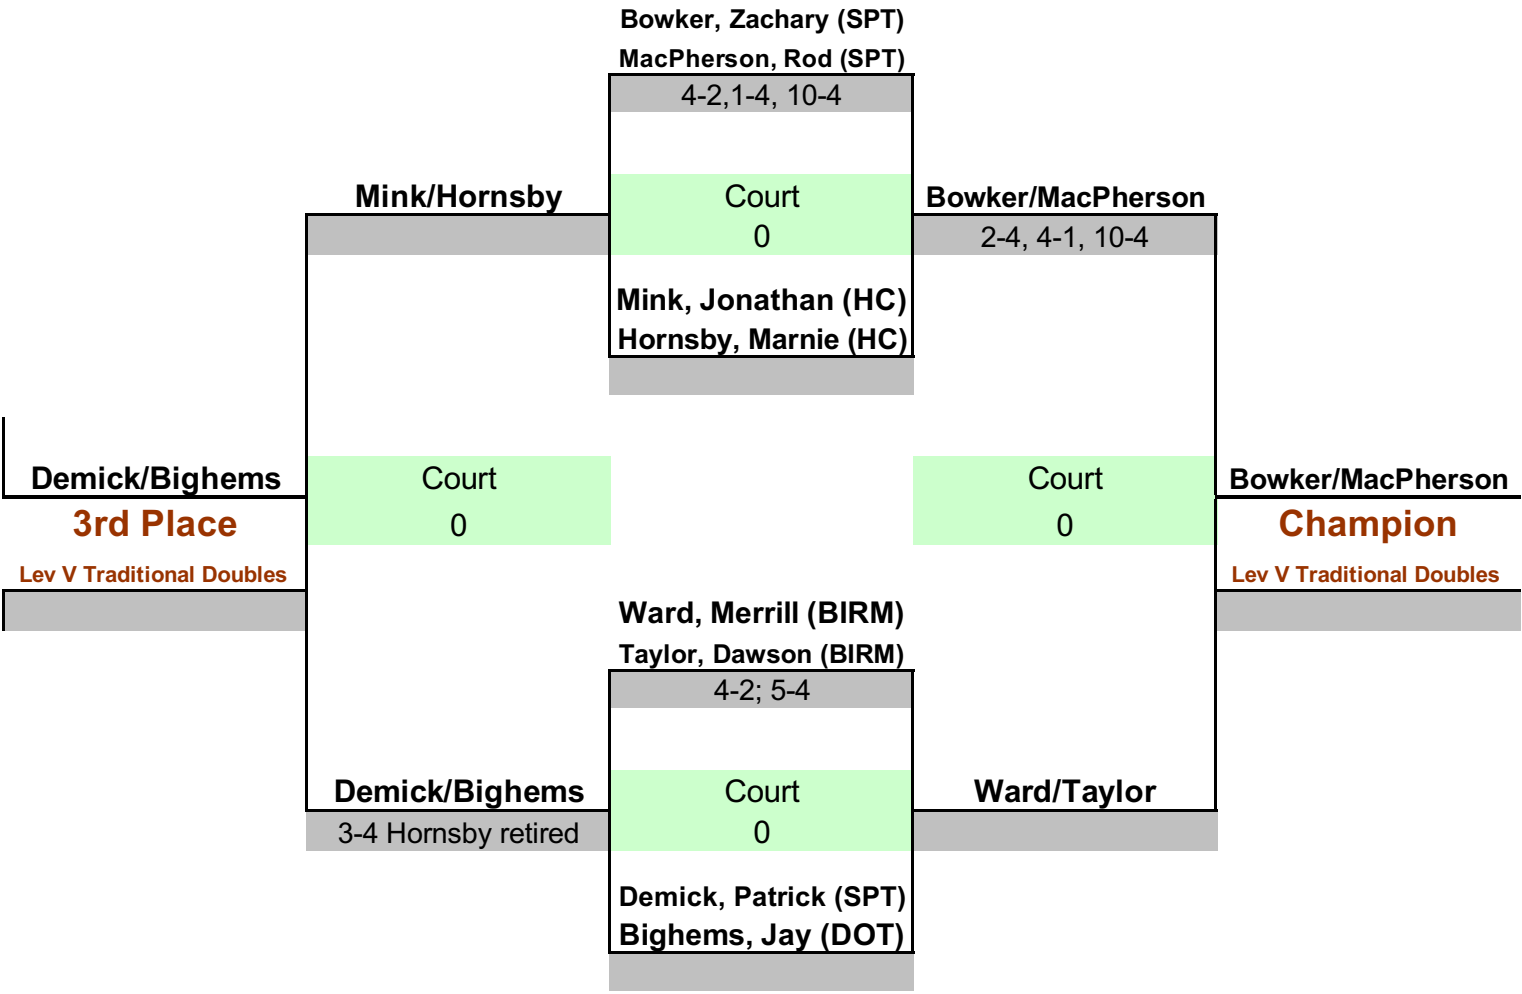 Bowker, Zachary (SPT)
MacPherson, Rod (SPT)
4-2,1-4, 10-4
Mink/Hornsby
Court
0
Bowker/MacPherson
2-4, 4-1, 10-4
Mink, Jonathan (HC)
Hornsby, Marnie (HC)
Demick/Bighems
3rd Place
Lev V Traditional Doubles
Court
0
Court
0
Bowker/MacPherson
Champion
Lev V Traditional Doubles
Ward, Merrill (BIRM)
Taylor, Dawson (BIRM)
4-2; 5-4
Demick/Bighems
3-4 Hornsby retired
Court
0
Ward/Taylor
Demick, Patrick (SPT)
Bighems, Jay (DOT)